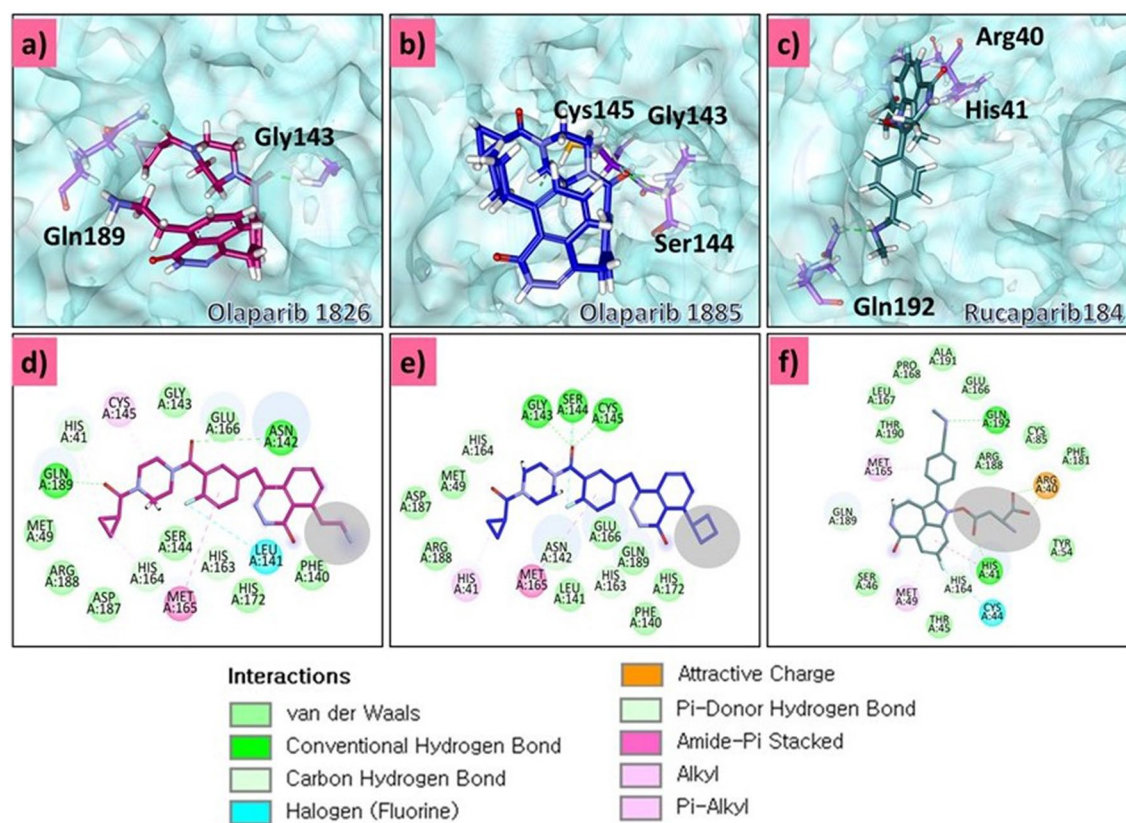 a)
Gly143
Gln189
Olaparib 1826
b)
Cys145
Gly143
Ser144
Olaparib 1885
c)
Arg40
His41
Gln192
Rucaparib184
d)
CYS
A:145
GLY
A:143
GLU
A:166
ASN
A:142
HIS
A:41
GLN
A:189
MET
A:49
ARG
A:188
ASP
A:187
SER
A:144
HIS
A:164
MET
A:165
HIS
A:163
HIS
A:172
LEU
A:141
PHE
A:140
e)
GLY
A:143
SER
A:144
CYS
A:145
HIS
A:164
MET
A:49
ASP
A:187
ARG
A:188
HIS
A:41
ASN
A:142
MET
A:165
LEU
A:141
GLU
A:166
HIS
A:163
GLN
A:189
HIS
A:172
PHE
A:140
f)
ALA
A:191
PRO
A:168
GLU
A:166
LEU
A:167
GLN
A:192
THR
A:190
CYS
A:85
MET
A:165
ARG
A:188
PHE
A:181
ARG
A:40
GLN
A:189
TYR
A:54
SER
A:46
MET
A:49
HIS
A:164
HIS
A:41
THR
A:45
CYS
A:44
Interactions
van der Waals
Conventional Hydrogen Bond
Carbon Hydrogen Bond
Halogen (Fluorine)
Attractive Charge
Pi-Donor Hydrogen Bond
Amide-Pi Stacked
Alkyl
Pi-Alkyl